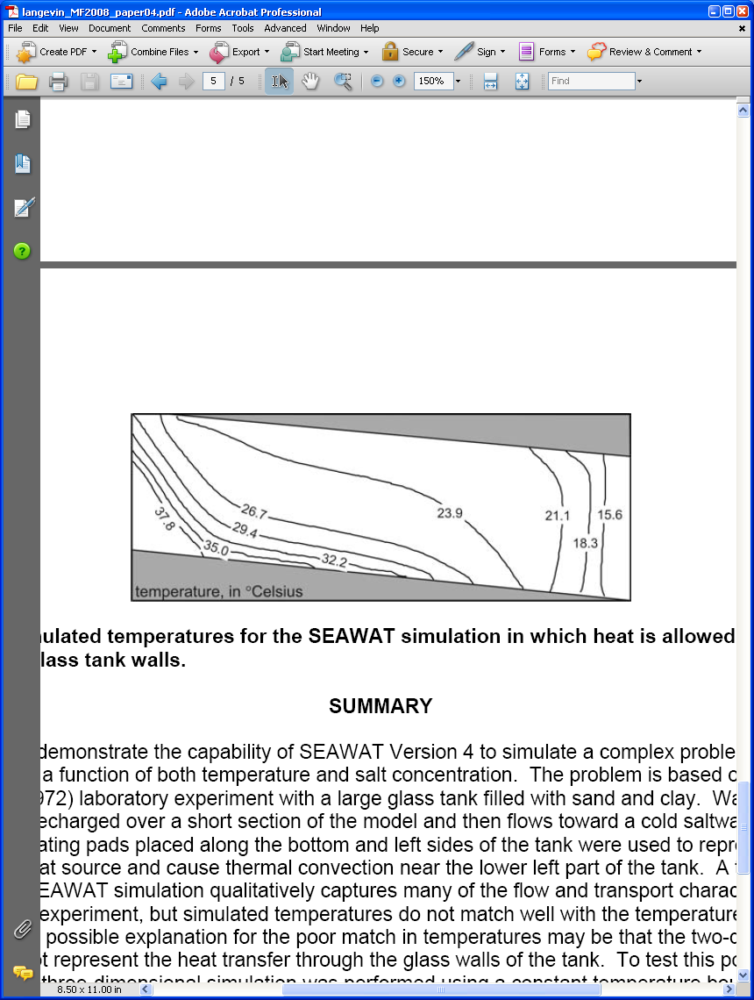 langevin_MF2008_paper04.pdf - Adobe Acrobat Professional
File Edit View Document Comments Forms Tools Advanced Window Help
Create PDF Combine Files Export Start Meeting Secure Sign Forms Review & Comment
5 / 5 150% Find
26.7
23.9
37.8
29.4
21.1
15.6
18.3
35.0
32.2
temperature, in °Celsius
ulated temperatures for the SEAWAT simulation in which heat is allowed
lass tank walls.
SUMMARY
demonstrate the capability of SEAWAT Version 4 to simulate a complex proble
a function of both temperature and salt concentration. The problem is based
972) laboratory experiment with a large glass tank filled with sand and clay. Wa
echarged over a short section of the model and then flows toward a cold saltwa
ating pads placed along the bottom and left sides of the tank were used to repr
at source and cause thermal convection near the lower left part of the tank. A
EAWAT simulation qualitatively captures many of the flow and transport charac
experiment, but simulated temperatures do not match well with the temperature
possible explanation for the poor match in temperatures may be that the two-
t represent the heat transfer through the glass walls of the tank. To test this po
three-dimensional simulation was performed using a constant temperature bou
8.50 x 11.00 in